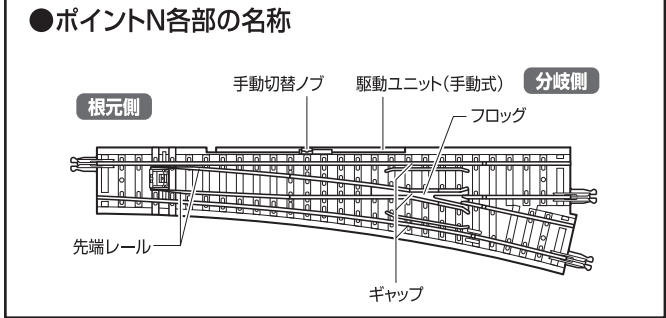 ●ポイントN各部の名称
手動切替ノブ
駆動ユニット(手動式)
分岐側
根元側
フロッグ
先端レール
ギャップ